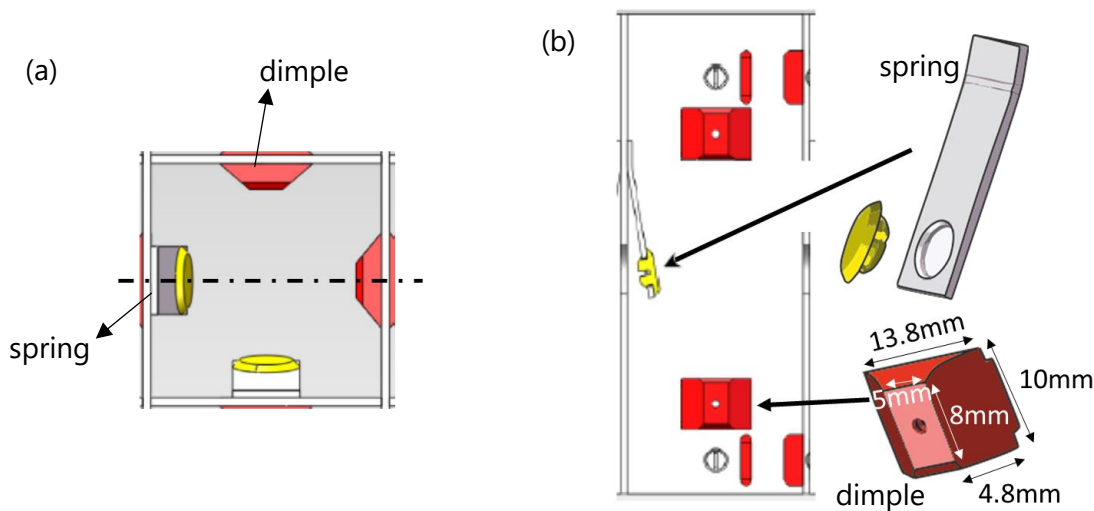 (a)
dimple
spring
(b)
spring
13.8mm
5mm
8mm
10mm
4.8mm
dimple